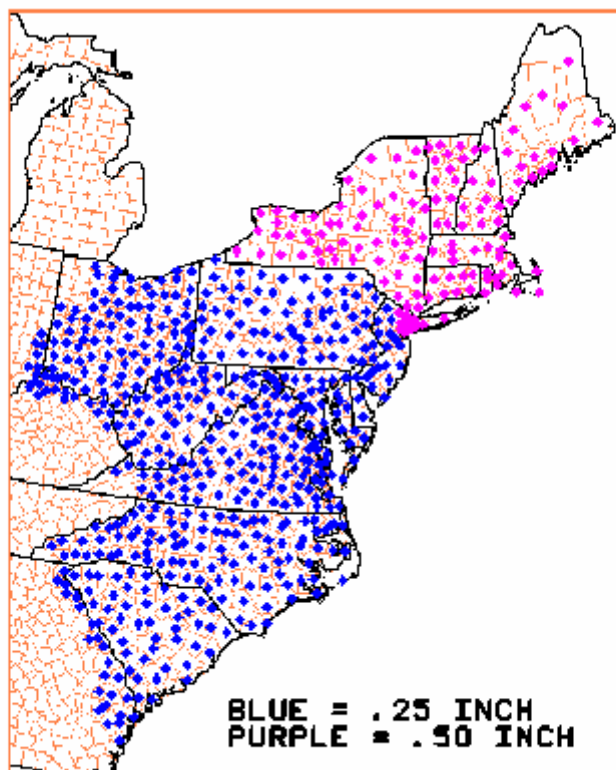 BLUE = .25 INCH
PURPLE = .50 INCH